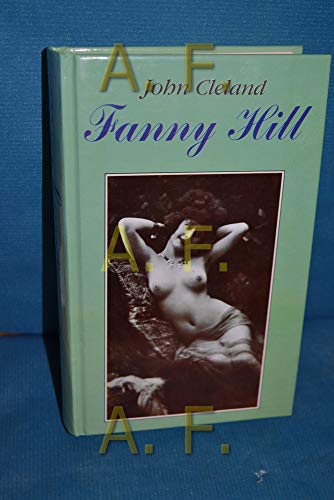 A. F.
John Cleland
Fanny Hill
A. F.
A. F.
A. F.